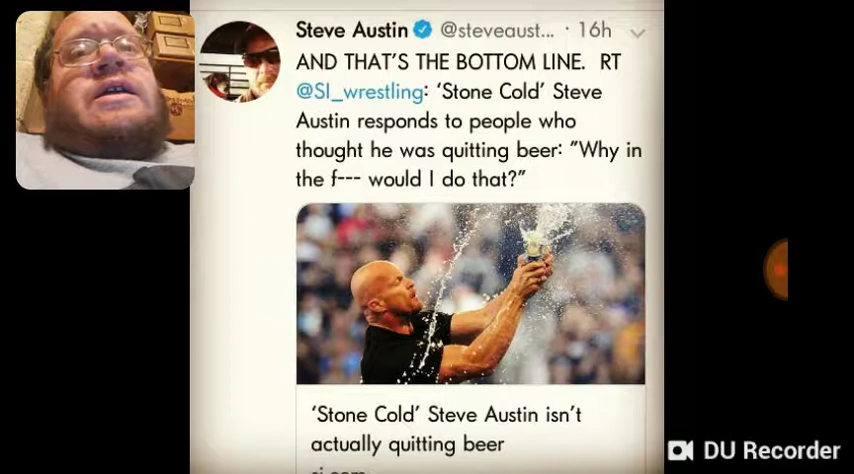 Steve Austin @steveaust... · 16h
AND THAT'S THE BOTTOM LINE. RT
@SI_wrestling: 'Stone Cold' Steve
Austin responds to people who
thought he was quitting beer: "Why in
the f--- would I do that?"
'Stone Cold' Steve Austin isn't
actually quitting beer
si.com
DU Recorder